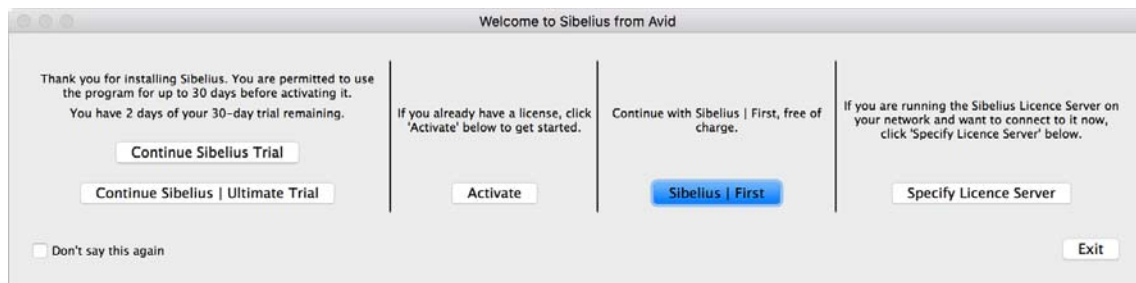 Welcome to Sibelius from Avid
Thank you for installing Sibelius. You are permitted to use
the program for up to 30 days before activating it.
You have 2 days of your 30-day trial remaining.
Continue Sibelius Trial
Continue Sibelius | Ultimate Trial
If you already have a license, click
'Activate' below to get started.
Activate
Continue with Sibelius | First, free of
charge.
Sibelius | First
If you are running the Sibelius Licence Server on
your network and want to connect to it now,
click 'Specify Licence Server' below.
Specify Licence Server
Don't say this again
Exit